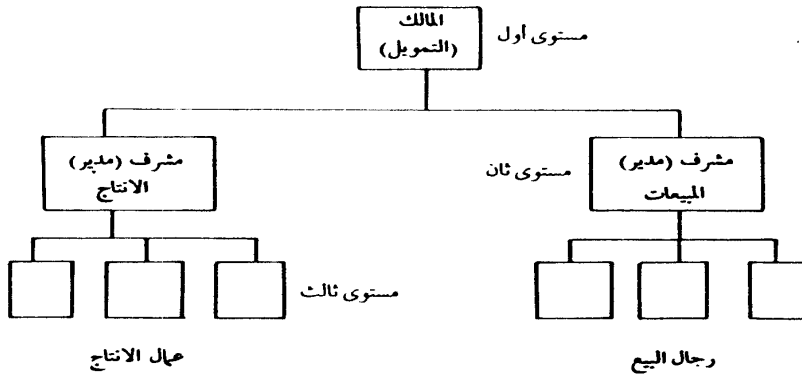 المالك
(التمويل)
مستوى أول
مشرف (مدير)
المبيعات
مستوى ثان
مشرف (مدير)
الانتاج
مستوى ثالث
رجال البيع
عمال الانتاج